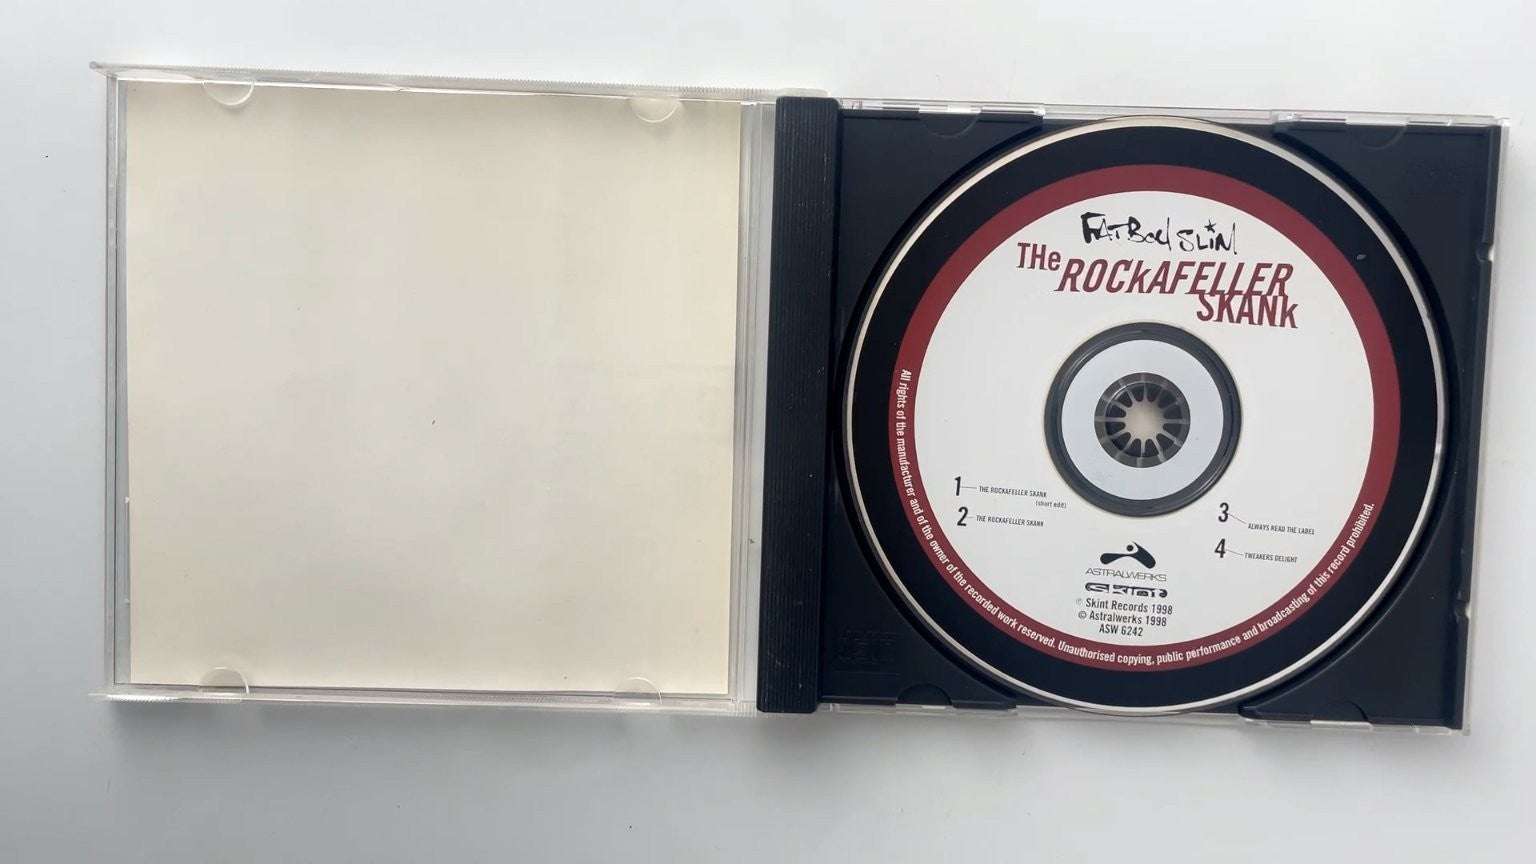 FATBOY SLIM
THe ROCKAFELLER
SKANK
1 THE ROCKAFELLER SKANK
(short edit)
2 THE ROCKAFELLER SKANK
3 ALWAYS READ THE LABEL
4 TWEAKERS DELIGHT
ASTRALWERKS
SKINT
℗ Skint Records 1998
© Astralwerks 1998
ASW 6242
All rights of the manufacturer and of the owner of the recorded work reserved. Unauthorised copying, public performance and broadcasting of this record prohibited.